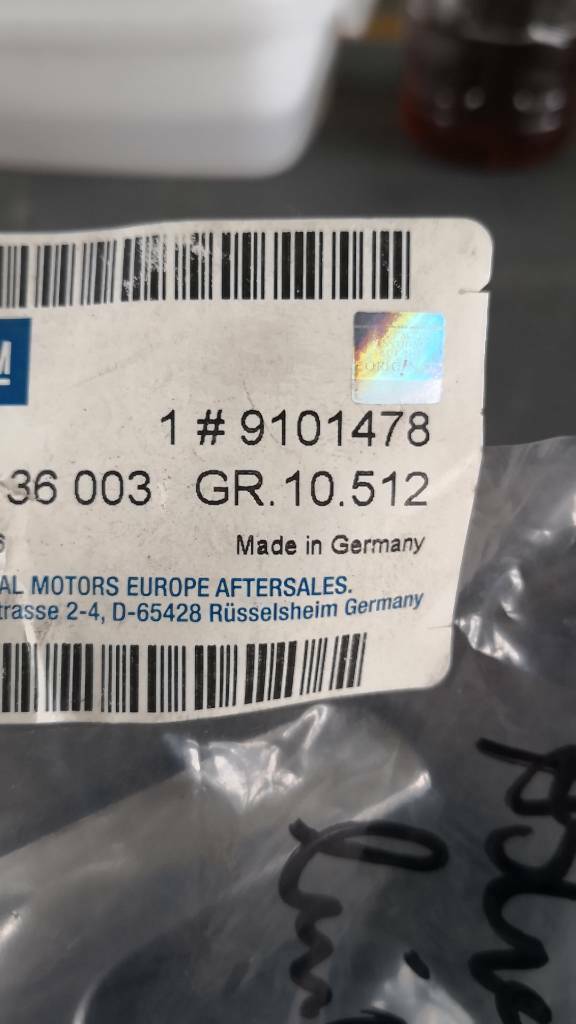 M
1 # 9101478
36 003 GR.10.512
6
Made in Germany
AL MOTORS EUROPE AFTERSALES.
trasse 2-4, D-65428 Rüsselsheim Germany